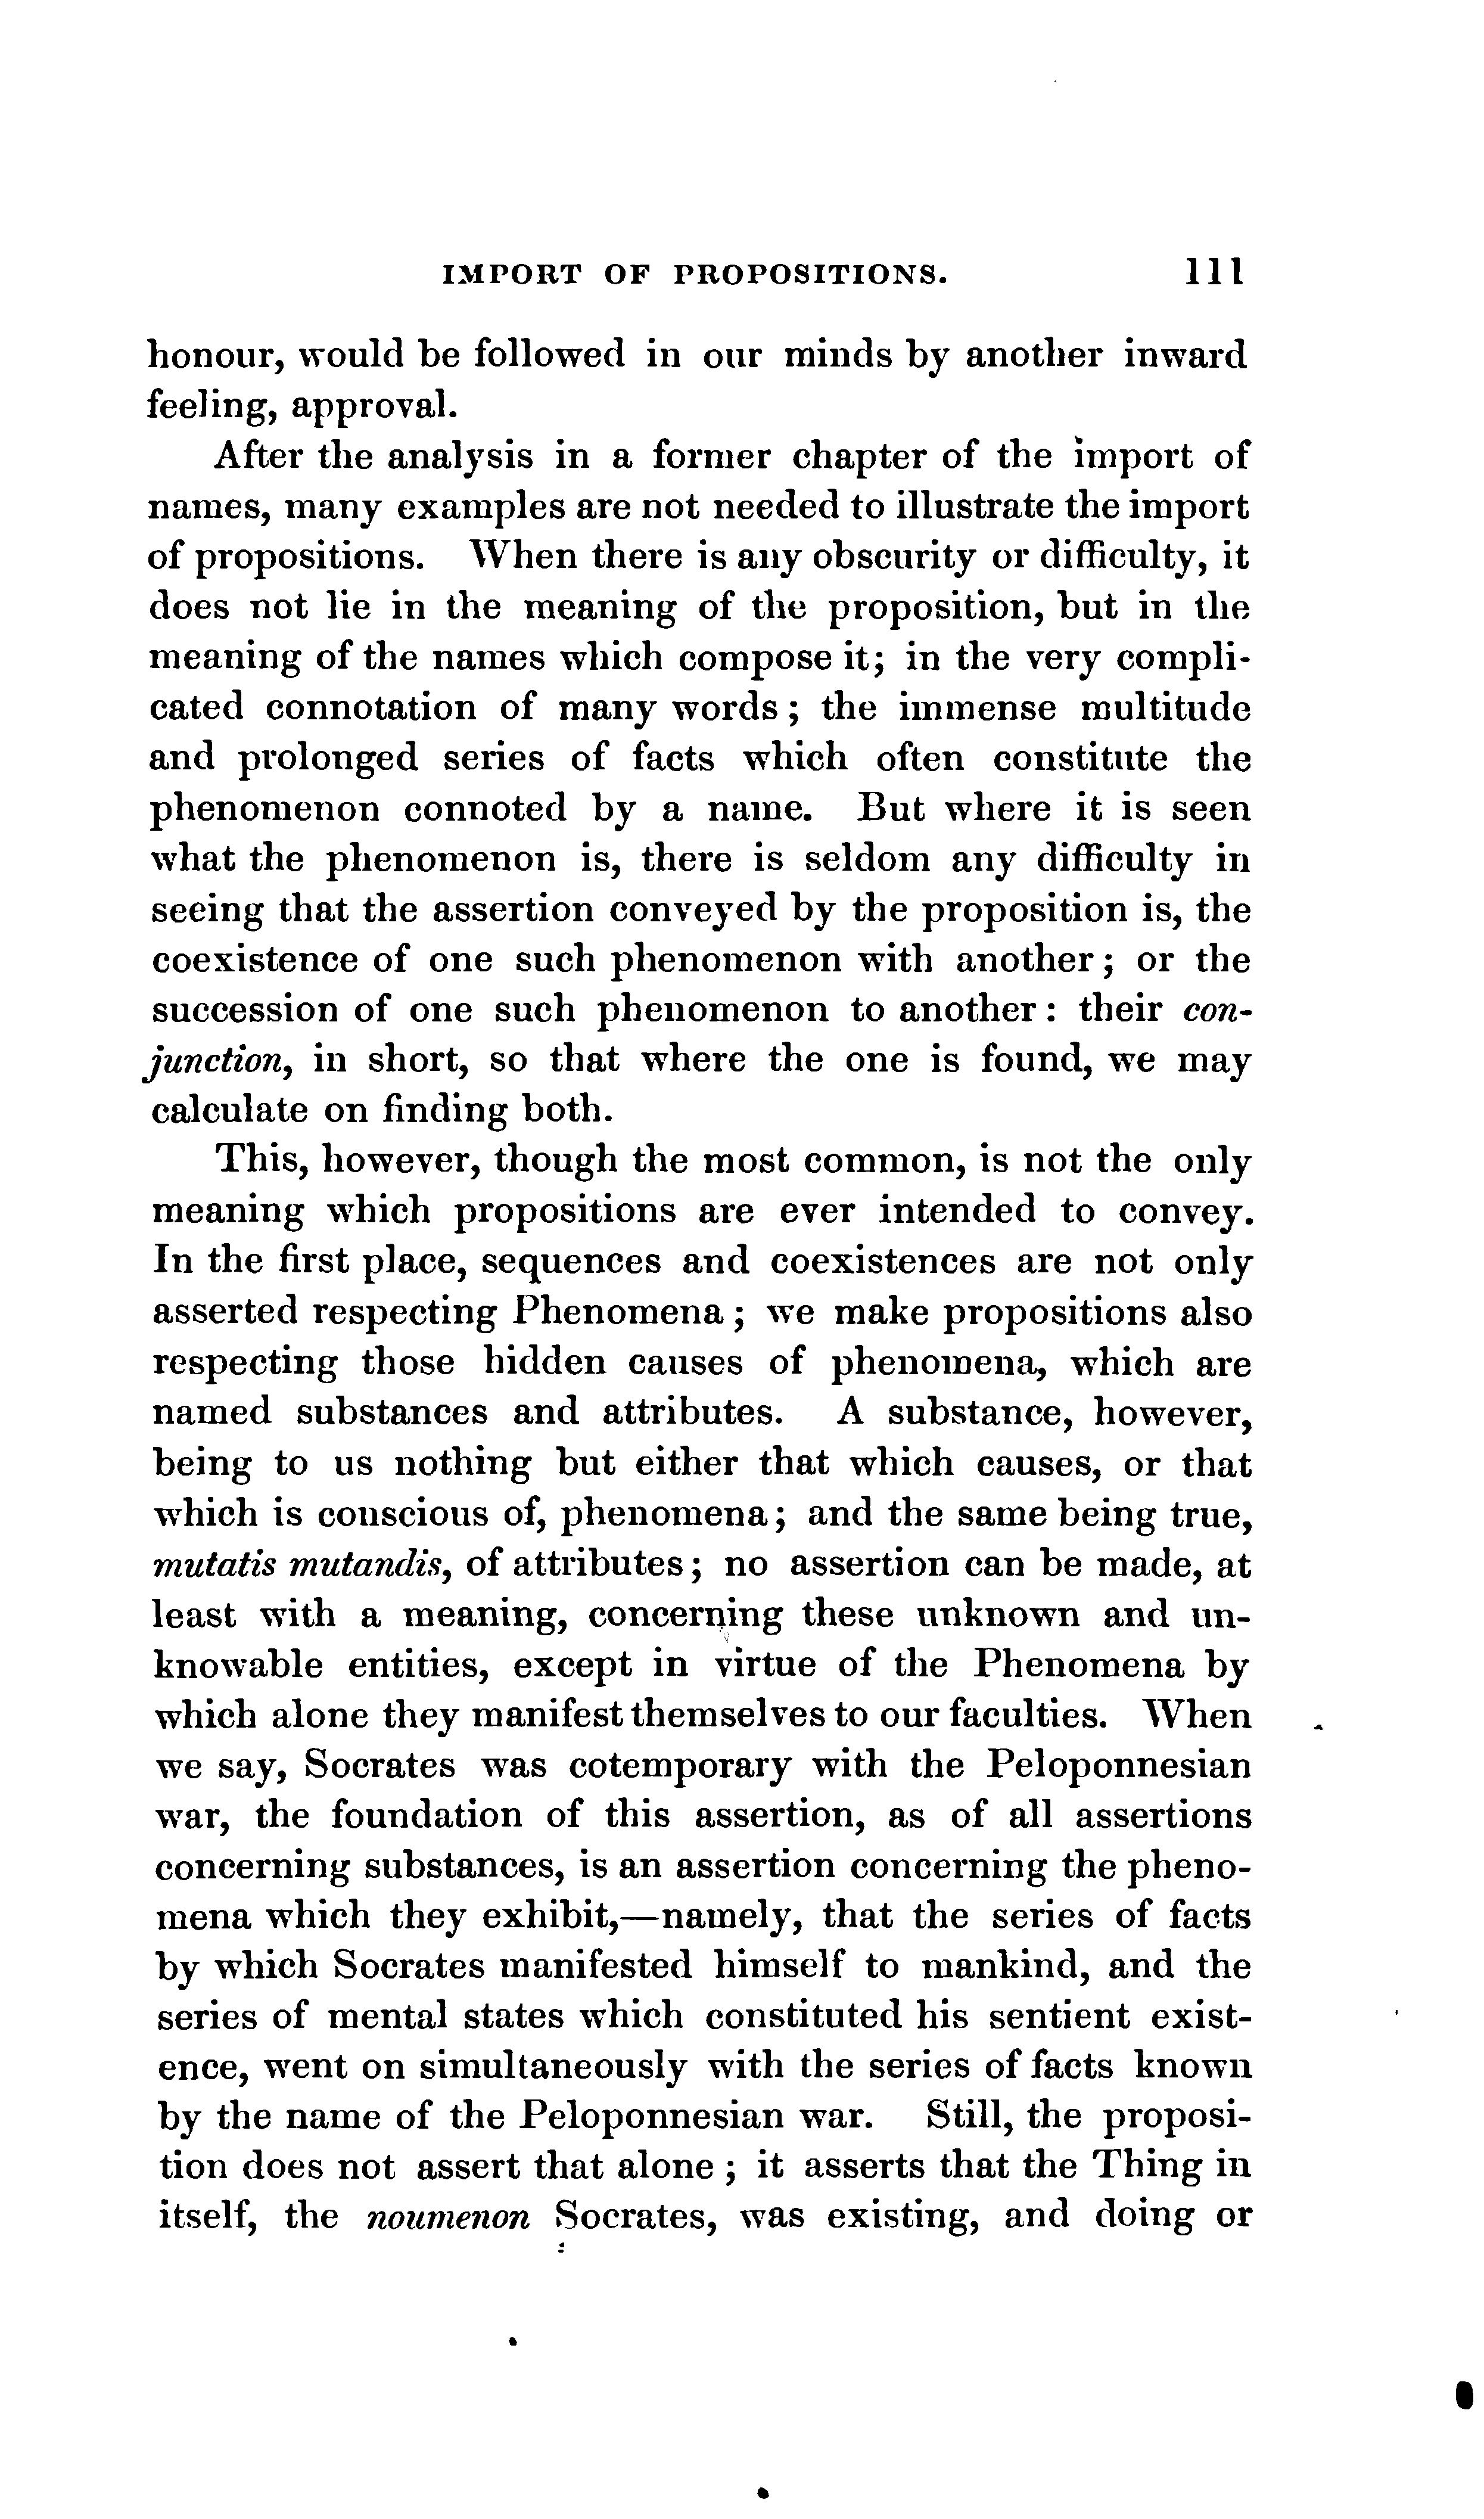 IMPORT OF PROPOSITIONS. 111
honour, would be followed in our minds by another inward
feeling, approval.
After the analysis in a former chapter of the import of
names, many examples are not needed to illustrate the import
of propositions. When there is any obscurity or difficulty, it
does not lie in the meaning of the proposition, but in the
meaning of the names which compose it; in the very compli-
cated connotation of many words; the immense multitude
and prolonged series of facts which often constitute the
phenomenon connoted by a name. But where it is seen
what the phenomenon is, there is seldom any difficulty in
seeing that the assertion conveyed by the proposition is, the
coexistence of one such phenomenon with another; or the
succession of one such phenomenon to another: their con-
junction, in short, so that where the one is found, we may
calculate on finding both.
This, however, though the most common, is not the only
meaning which propositions are ever intended to convey.
In the first place, sequences and coexistences are not only
asserted respecting Phenomena; we make propositions also
respecting those hidden causes of phenomena, which are
named substances and attributes. A substance, however,
being to us nothing but either that which causes, or that
which is conscious of, phenomena; and the same being true,
mutatis mutandis, of attributes; no assertion can be made, at
least with a meaning, concerning these unknown and un-
knowable entities, except in virtue of the Phenomena by
which alone they manifest themselves to our faculties. When
we say, Socrates was cotemporary with the Peloponnesian
war, the foundation of this assertion, as of all assertions
concerning substances, is an assertion concerning the pheno-
mena which they exhibit,—namely, that the series of facts
by which Socrates manifested himself to mankind, and the
series of mental states which constituted his sentient exist-
ence, went on simultaneously with the series of facts known
by the name of the Peloponnesian war. Still, the proposi-
tion does not assert that alone; it asserts that the Thing in
itself, the noumenon Socrates, was existing, and doing or